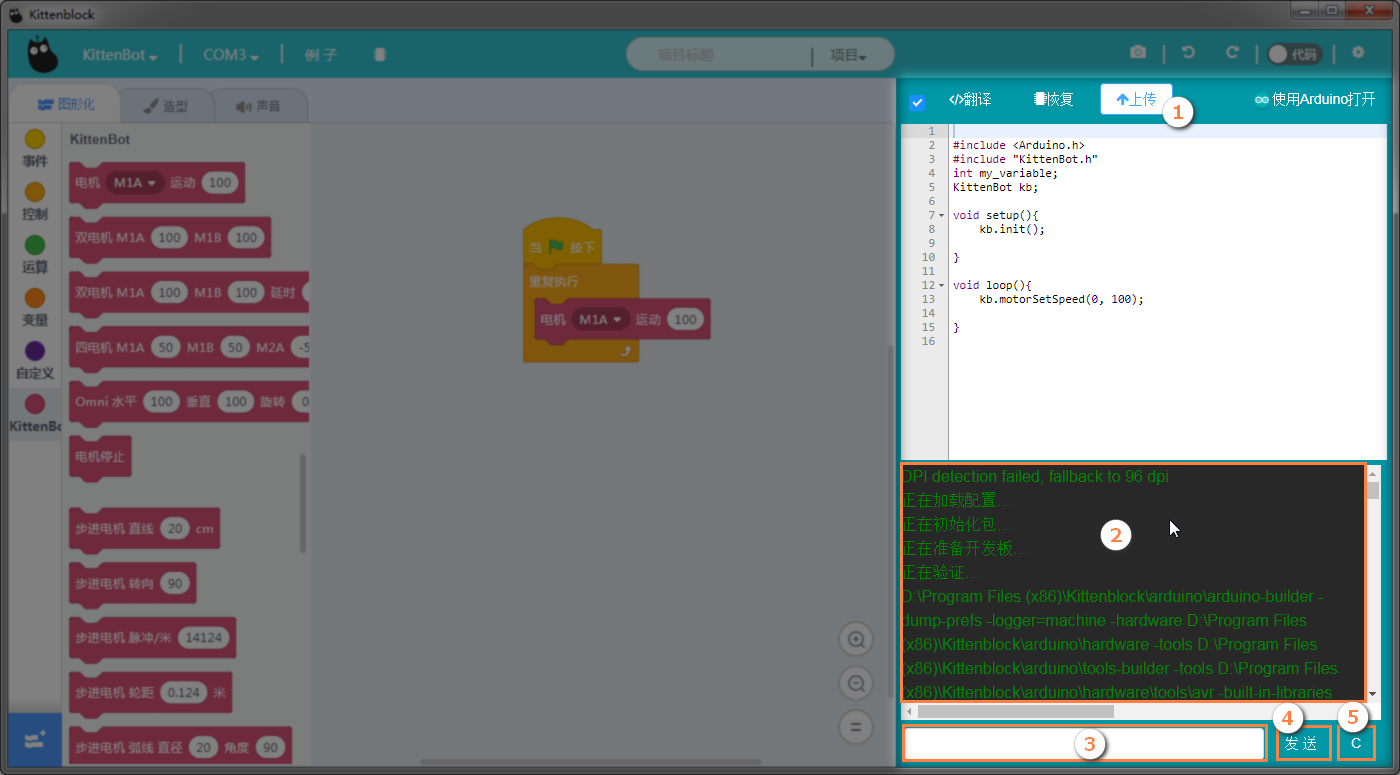 Kittenblock
KittenBot
COM3
例子
项目标题
项目
代码
图形化
造型
声音
翻译
恢复
上传
1
使用Arduino打开
事件
控制
运算
变量
自定义
KittenBo
KittenBot
电机 M1A 运动 100
双电机 M1A 100 M1B 100
双电机 M1A 100 M1B 100 延时
四电机 M1A 50 M1B 50 M2A -5
Omni 水平 100 垂直 100 旋转 0
电机停止
步进电机 直线 20 cm
步进电机 转向 90
步进电机 脉冲/米 14124
步进电机 轮距 0.124 米
步进电机 弧线 直径 20 角度 90
当 按下
重复执行
电机 M1A 运动 100
1
2 #include <Arduino.h>
3 #include "KittenBot.h"
4 int my_variable;
5 KittenBot kb;
6
7 void setup(){
8 kb.init();
9
10 }
11
12 void loop(){
13 kb.motorSetSpeed(0, 100);
14
15 }
16
DPI detection failed, fallback to 96 dpi
正在加载配置...
正在初始化包...
正在准备开发板...
正在验证...
D:\Program Files (x86)\Kittenblock\arduino\arduino-builder -
dump-prefs -logger=machine -hardware D:\Program Files
(x86)\Kittenblock\arduino\hardware -tools D:\Program Files
(x86)\Kittenblock\arduino\tools-builder -tools D:\Program Files
(x86)\Kittenblock\arduino\hardware\tools\avr -built-in-libraries
2
3
4
发送
5
C